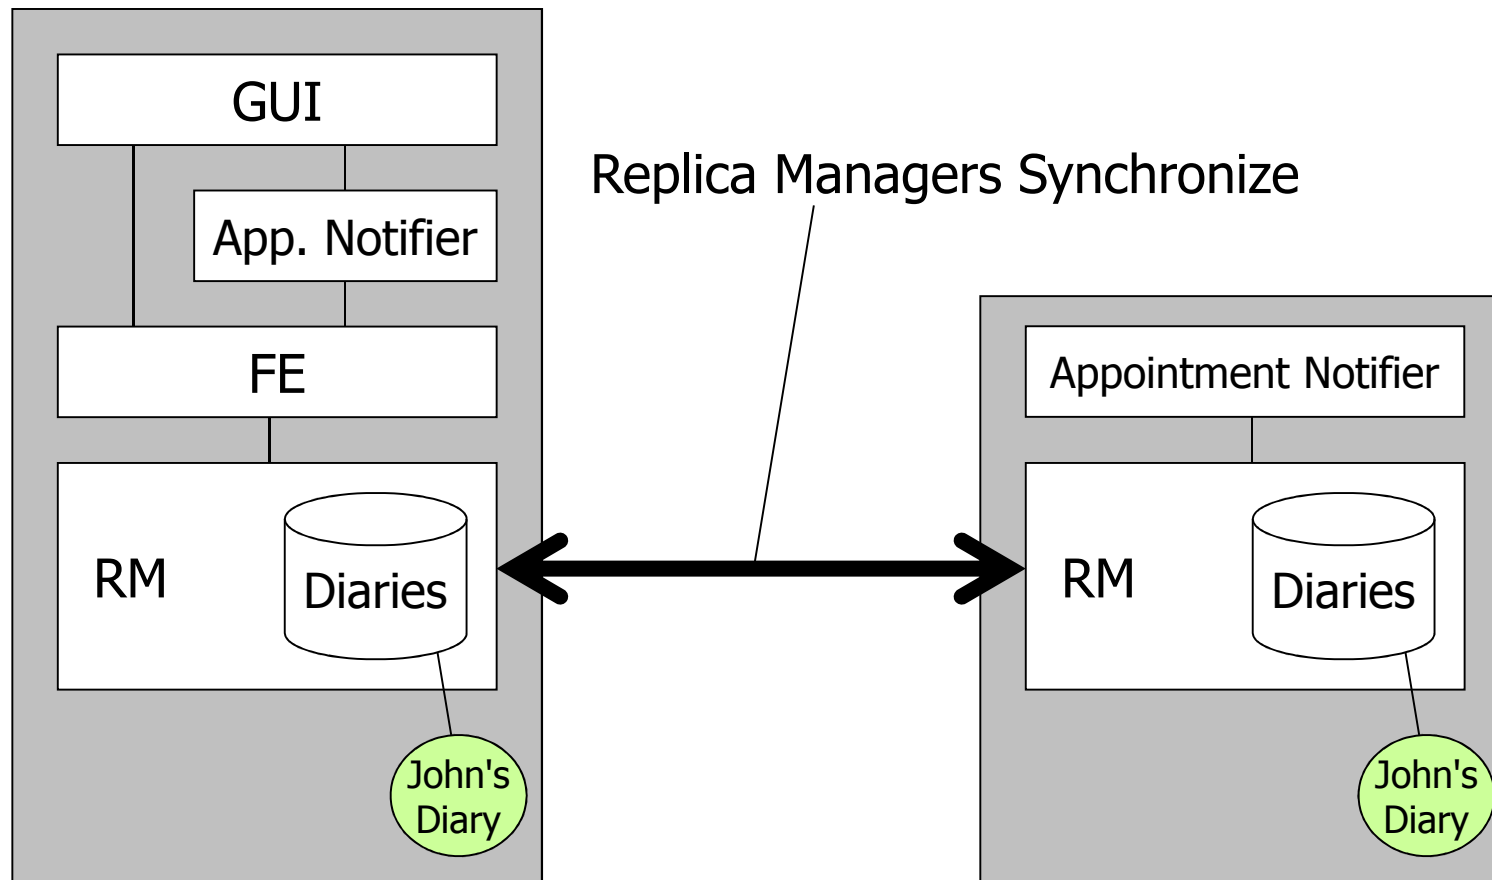 GUI
Replica Managers Synchronize
App. Notifier
FE
Appointment Notifier
RM
Diaries
RM
Diaries
John's
Diary
John's
Diary